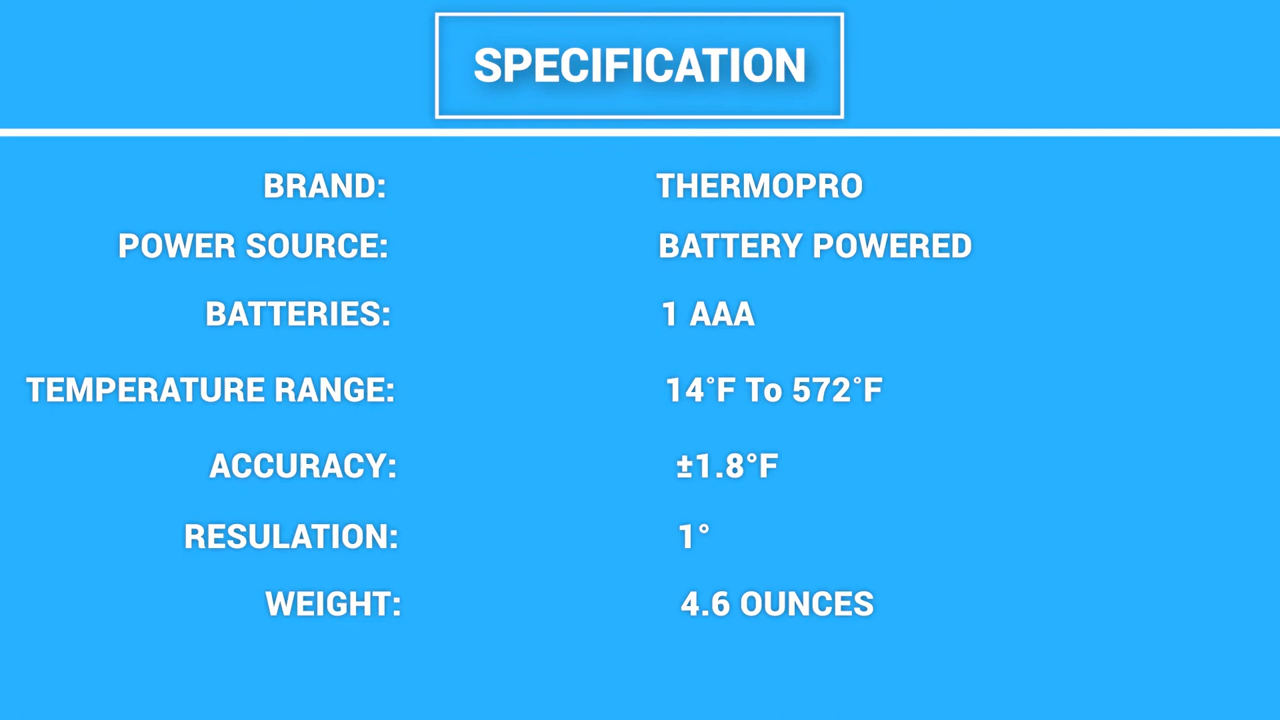 SPECIFICATION
BRAND: THERMOPRO
POWER SOURCE: BATTERY POWERED
BATTERIES: 1 AAA
TEMPERATURE RANGE: 14˚F To 572˚F
ACCURACY: ±1.8°F
RESULATION: 1°
WEIGHT: 4.6 OUNCES